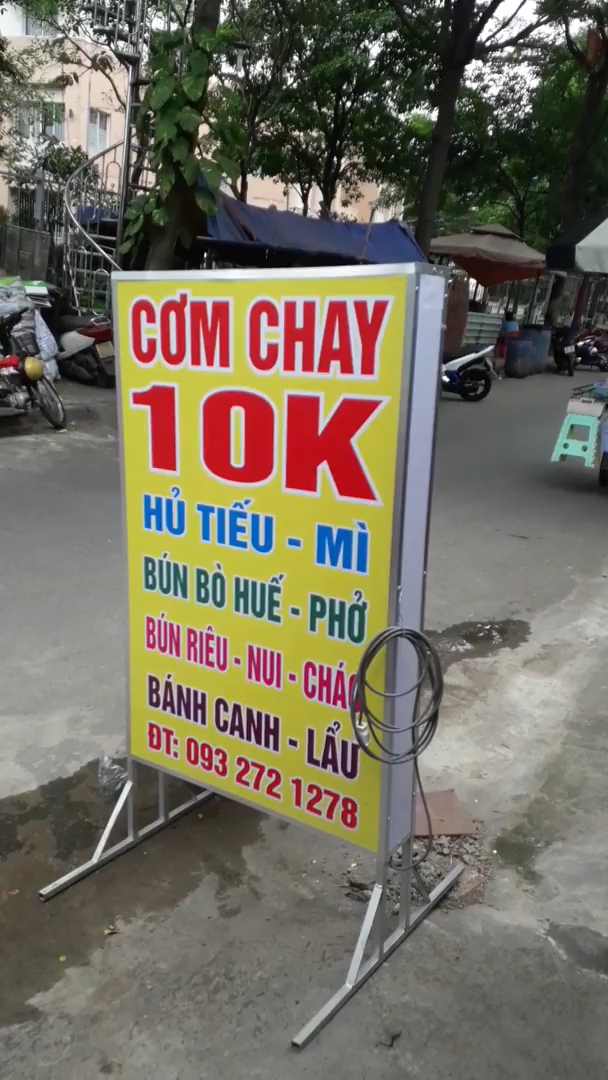 CƠM CHAY
10K
HỦ TIẾU - MÌ
BÚN BÒ HUẾ - PHỞ
BÚN RIÊU - NUI - CHÁO
BÁNH CANH - LẨU
ĐT: 093 272 1278